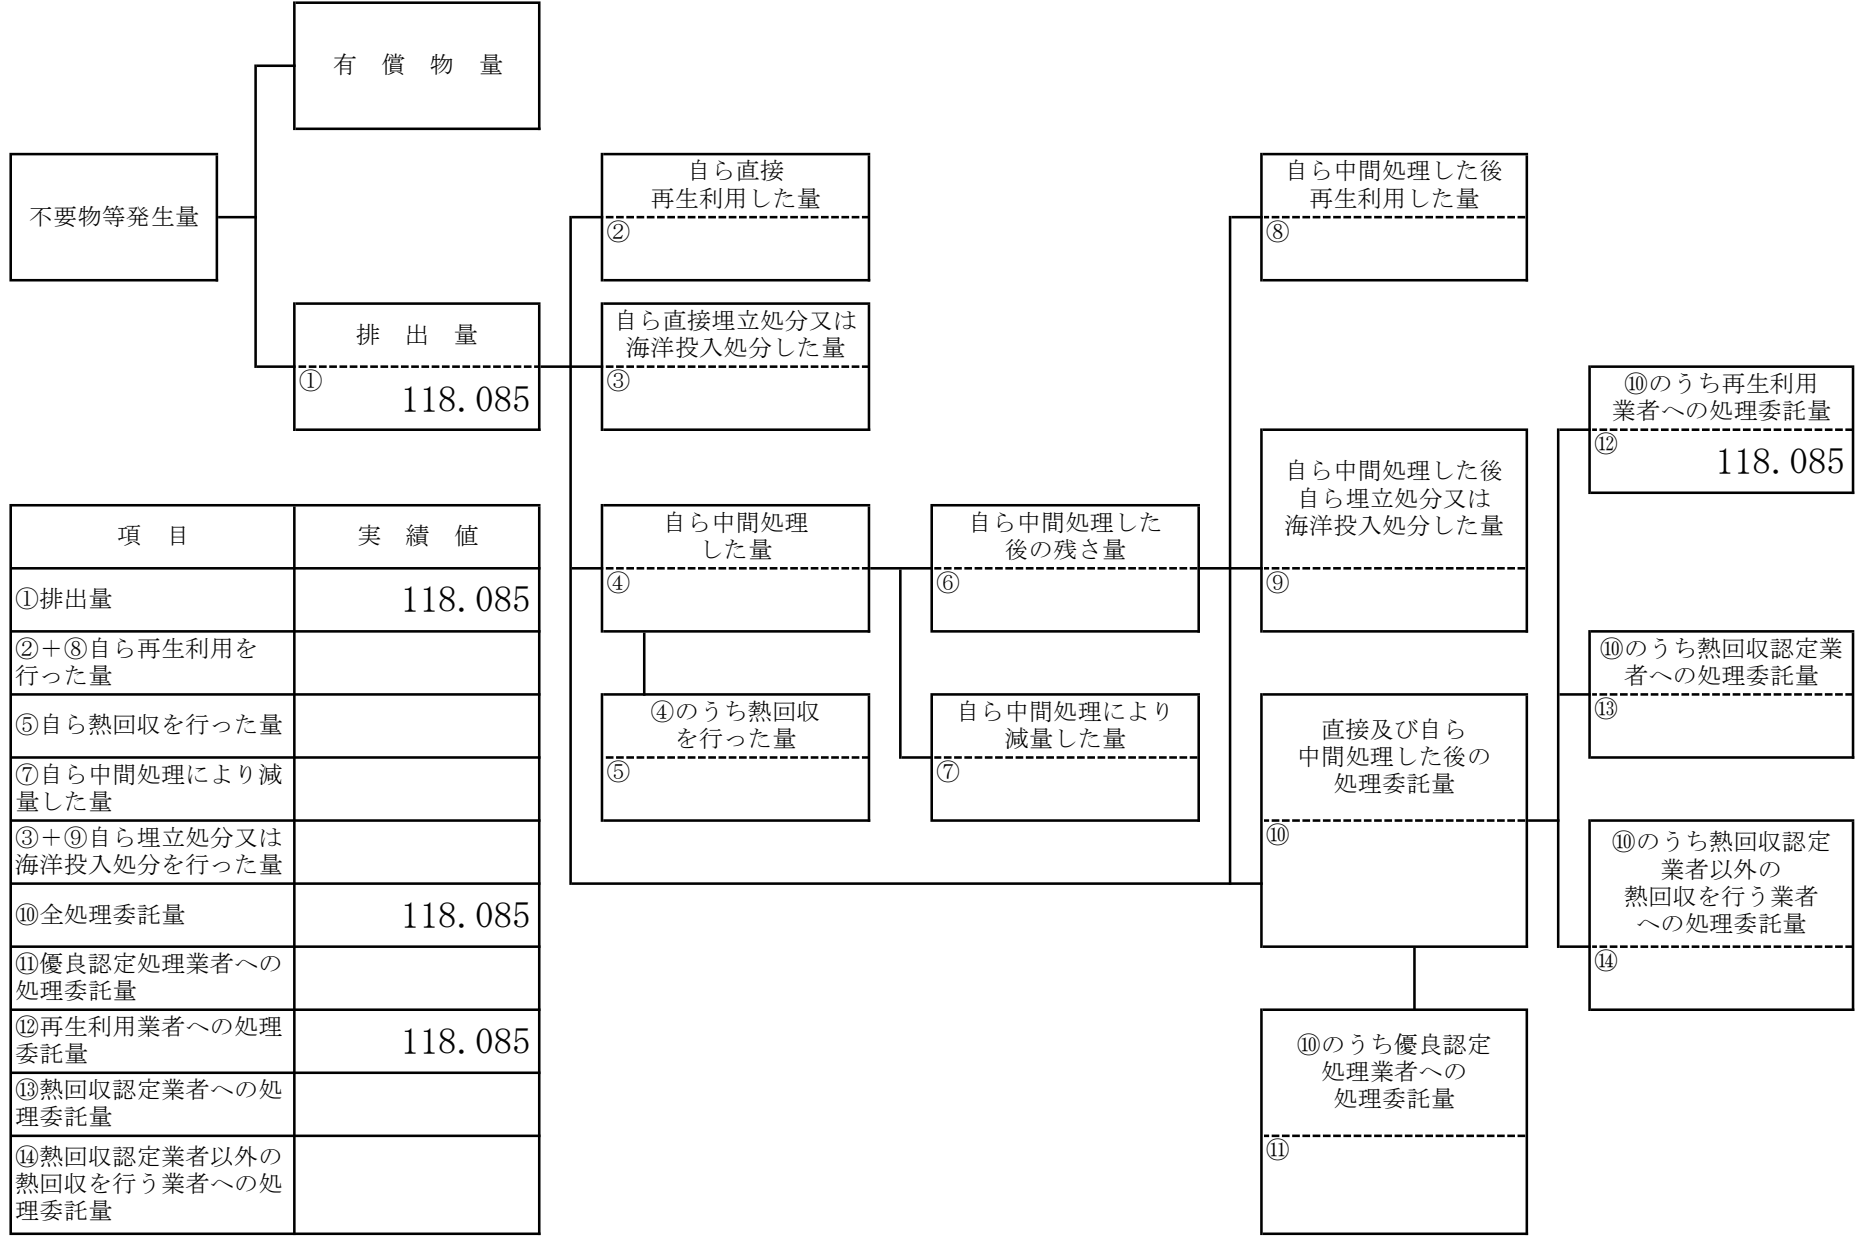 有 償 物 量
不要物等発生量
排 出 量
①
118.085
自ら直接
再生利用した量
②
自ら直接埋立処分又は
海洋投入処分した量
③
自ら中間処理
した量
④
④のうち熱回収
を行った量
⑤
自ら中間処理した
後の残さ量
⑥
自ら中間処理により
減量した量
⑦
自ら中間処理した後
再生利用した量
⑧
自ら中間処理した後
自ら埋立処分又は
海洋投入処分した量
⑨
直接及び自ら
中間処理した後の
処理委託量
⑩
⑩のうち優良認定
処理業者への
処理委託量
⑪
⑩のうち再生利用
業者への処理委託量
⑫
118.085
⑩のうち熱回収認定業
者への処理委託量
⑬
⑩のうち熱回収認定
業者以外の
熱回収を行う業者
への処理委託量
⑭
項 目 実 績 値
①排出量 118.085
②＋⑧自ら再生利用を
行った量
⑤自ら熱回収を行った量
⑦自ら中間処理により減
量した量
③＋⑨自ら埋立処分又は
海洋投入処分を行った量
⑩全処理委託量 118.085
⑪優良認定処理業者への
処理委託量
⑫再生利用業者への処理
委託量 118.085
⑬熱回収認定業者への処
理委託量
⑭熱回収認定業者以外の
熱回収を行う業者への処
理委託量